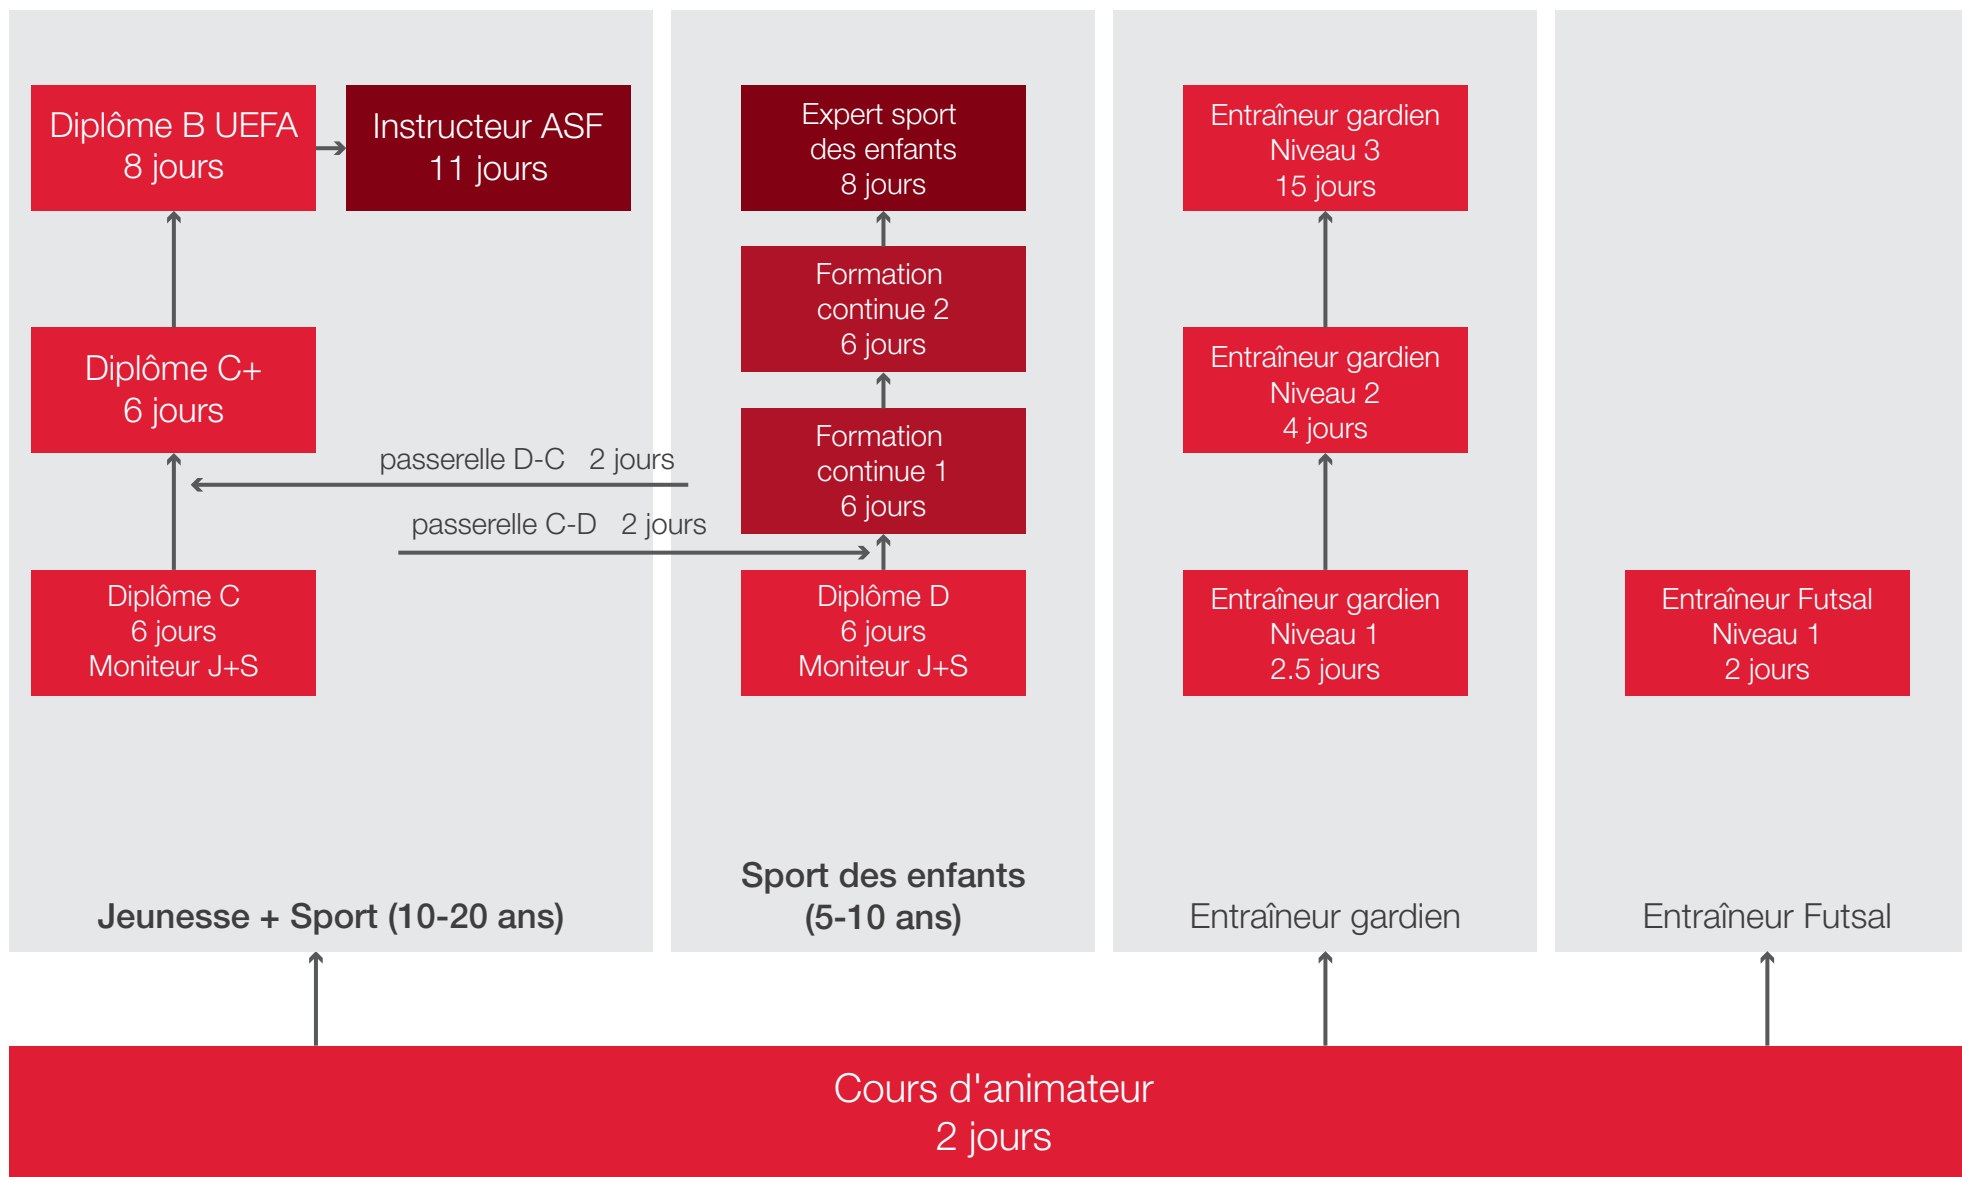 Diplôme B UEFA
8 jours
Instructeur ASF
11 jours
Diplôme C+
6 jours
passerelle D-C 2 jours
passerelle C-D 2 jours
Diplôme C
6 jours
Moniteur J+S
Jeunesse + Sport (10-20 ans)
Expert sport
des enfants
8 jours
Formation
continue 2
6 jours
Formation
continue 1
6 jours
Diplôme D
6 jours
Moniteur J+S
Sport des enfants
(5-10 ans)
Entraîneur gardien
Niveau 3
15 jours
Entraîneur gardien
Niveau 2
4 jours
Entraîneur gardien
Niveau 1
2.5 jours
Entraîneur gardien
Entraîneur Futsal
Niveau 1
2 jours
Entraîneur Futsal
Cours d'animateur
2 jours